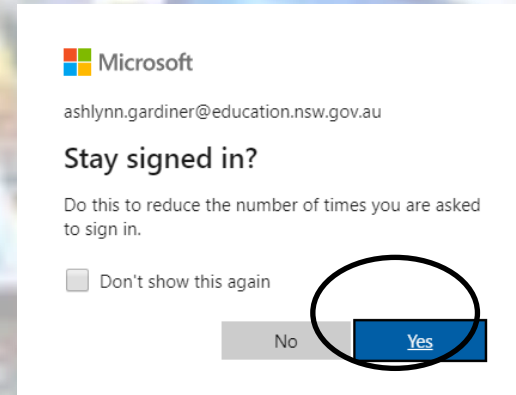 Microsoft
ashlynn.gardiner@education.nsw.gov.au
Stay signed in?
Do this to reduce the number of times you are asked
to sign in.
Don't show this again
No Yes